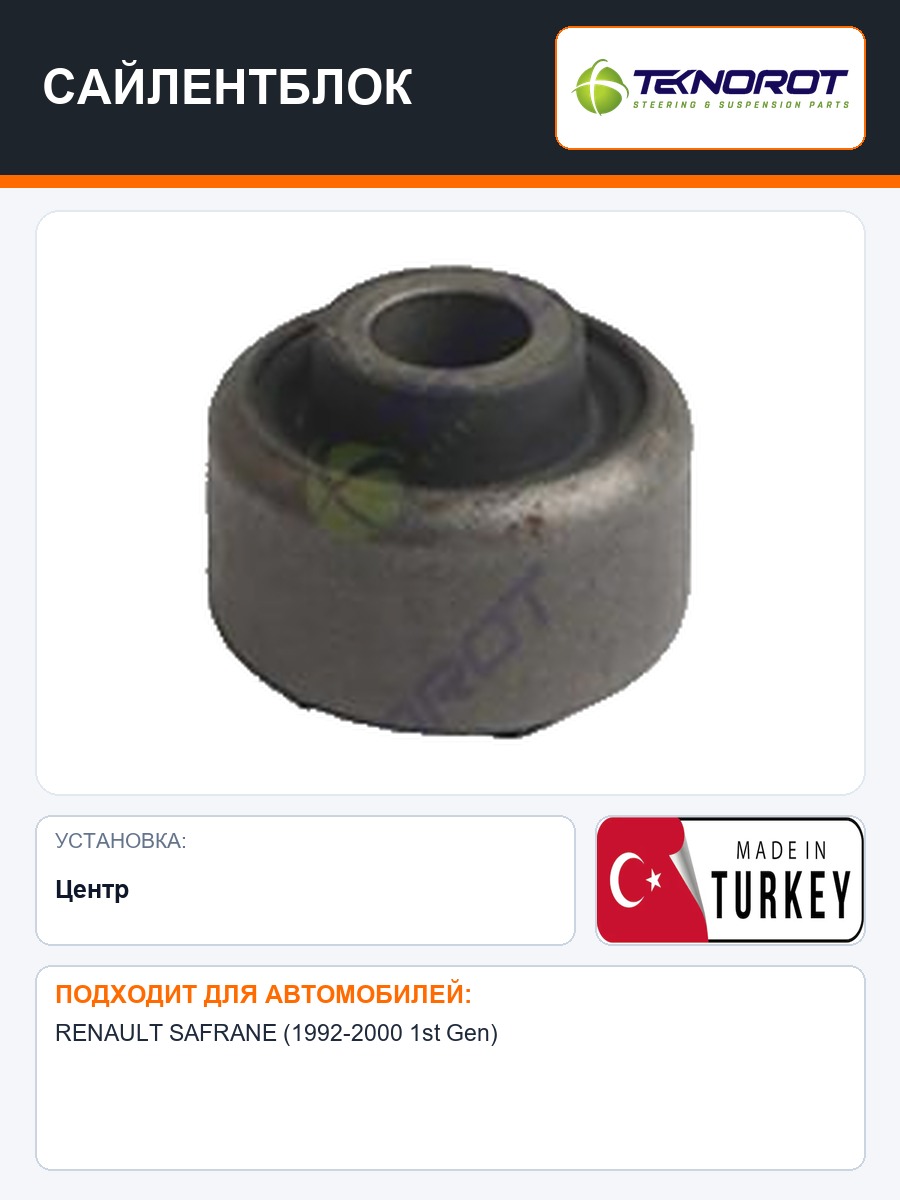 САЙЛЕНТБЛОК
TEKNOROT
STEERING & SUSPENSION PARTS
ROT
УСТАНОВКА:
Центр
MADE IN
TURKEY
ПОДХОДИТ ДЛЯ АВТОМОБИЛЕЙ:
RENAULT SAFRANE (1992-2000 1st Gen)